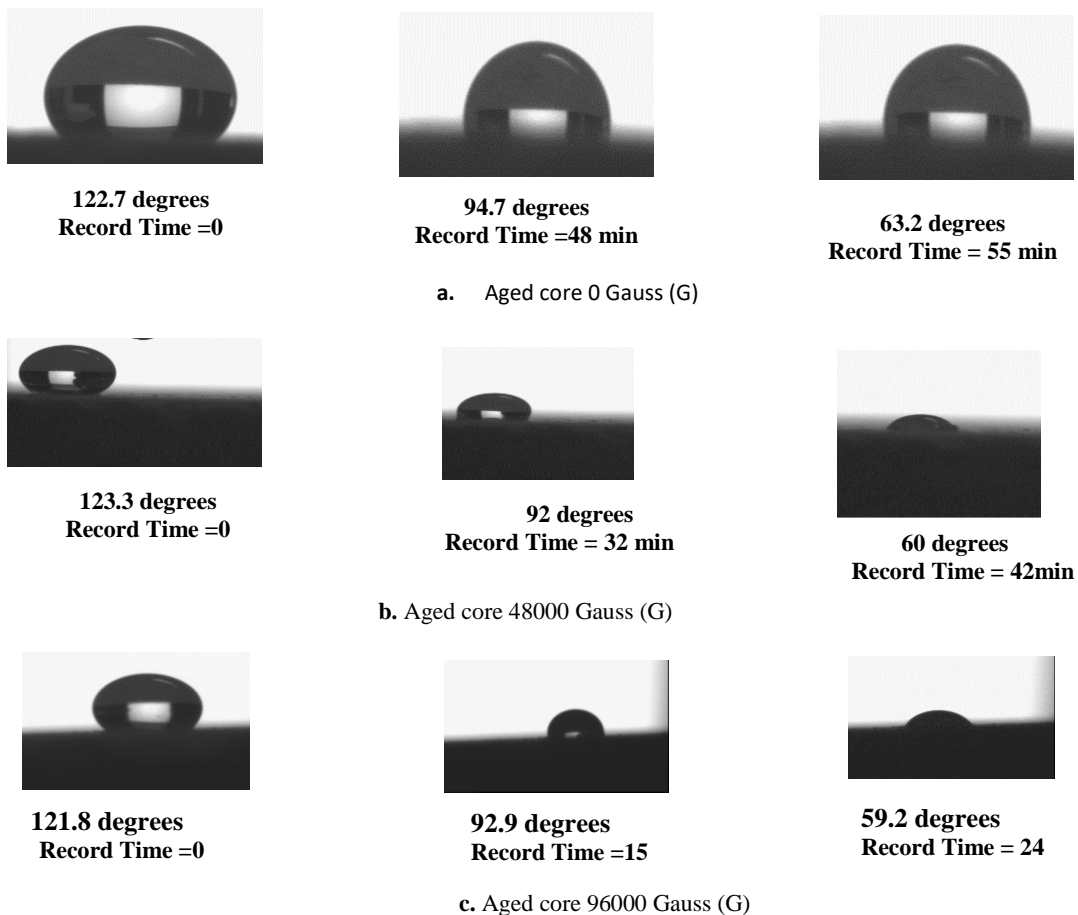 122.7 degrees
Record Time =0
94.7 degrees
Record Time =48 min
63.2 degrees
Record Time = 55 min
a. Aged core 0 Gauss (G)
123.3 degrees
Record Time =0
92 degrees
Record Time = 32 min
60 degrees
Record Time = 42min
b. Aged core 48000 Gauss (G)
121.8 degrees
Record Time =0
92.9 degrees
Record Time =15
59.2 degrees
Record Time = 24
c. Aged core 96000 Gauss (G)